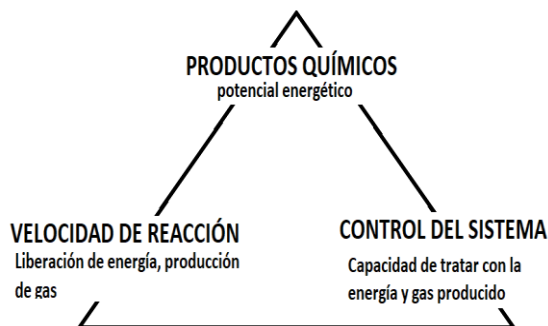 PRODUCTOS QUÍMICOS
potencial energético
VELOCIDAD DE REACCIÓN
Liberación de energía, producción
de gas
CONTROL DEL SISTEMA
Capacidad de tratar con la
energía y gas producido